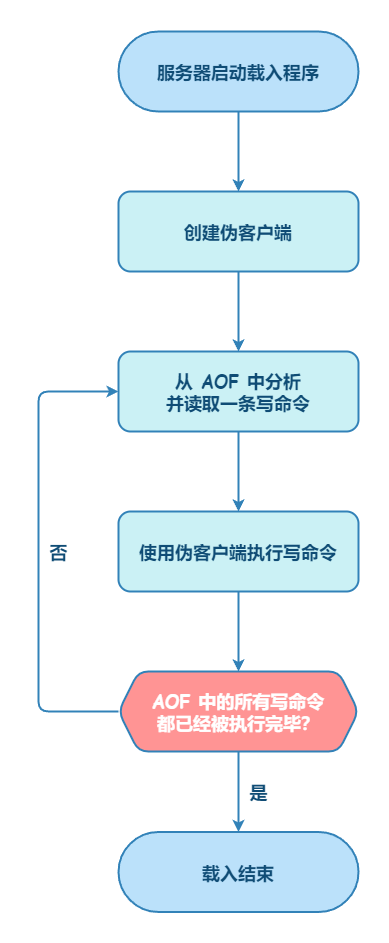 服务器启动载入程序
创建伪客户端
从 AOF 中分析
并读取一条写命令
使用伪客户端执行写命令
否
AOF 中的所有写命令
都已经被执行完毕?
是
载入结束